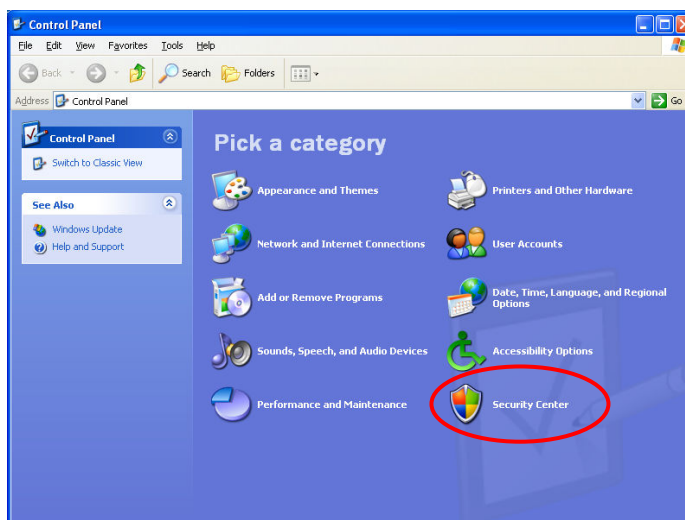 Control Panel
File Edit View Favorites Tools Help
Back Search Folders
Address Control Panel Go
Control Panel
Switch to Classic View
See Also
Windows Update
Help and Support
Pick a category
Appearance and Themes
Printers and Other Hardware
Network and Internet Connections
User Accounts
Add or Remove Programs
Date, Time, Language, and Regional
Options
Sounds, Speech, and Audio Devices
Accessibility Options
Performance and Maintenance
Security Center